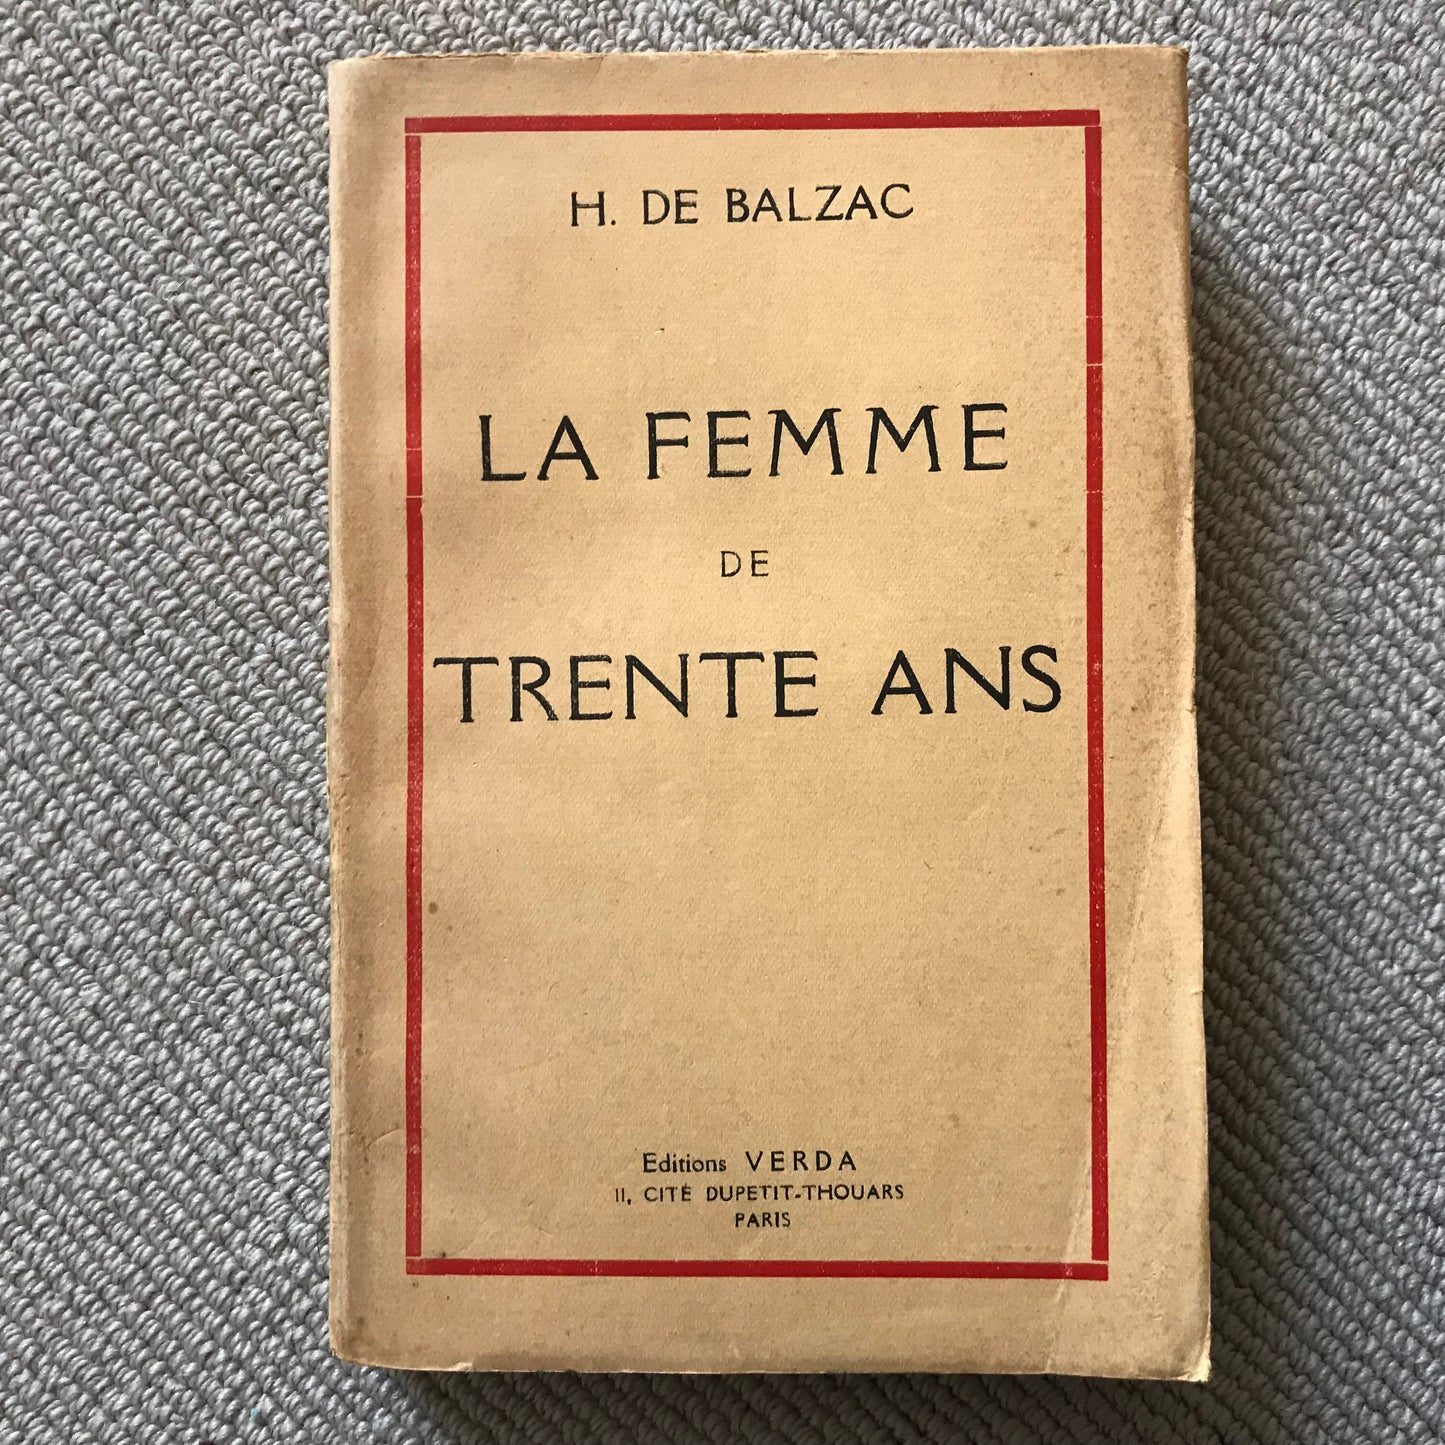 H. DE BALZAC
LA FEMME
DE
TRENTE ANS
Editions VERDA
11, CITÉ DUPETIT-THOUARS
PARIS